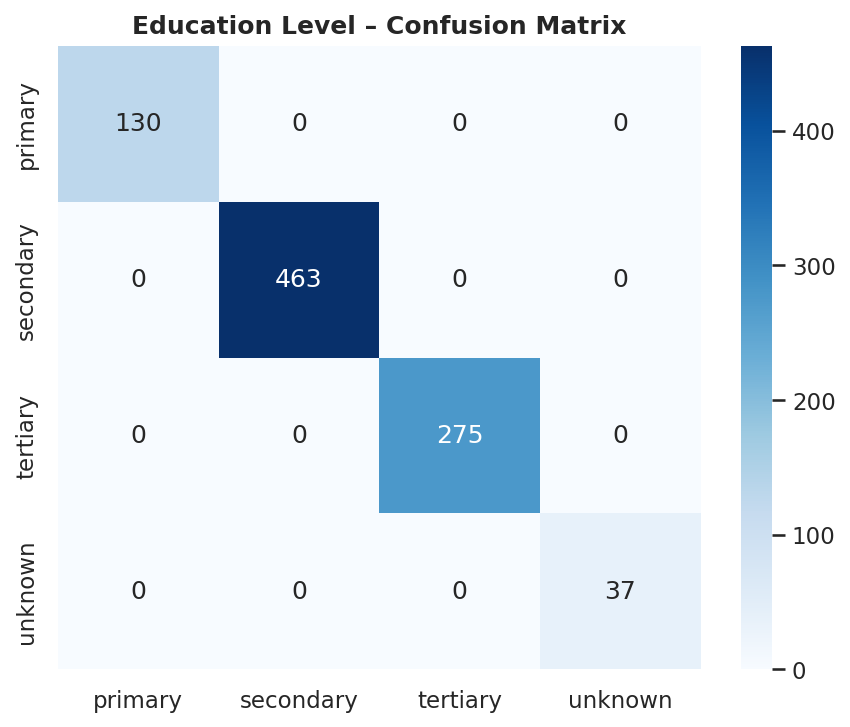 Education Level – Confusion Matrix
primary
130 0 0 0
secondary
0 463 0 0
tertiary
0 0 275 0
unknown
0 0 0 37
primary secondary tertiary unknown
400
300
200
100
0